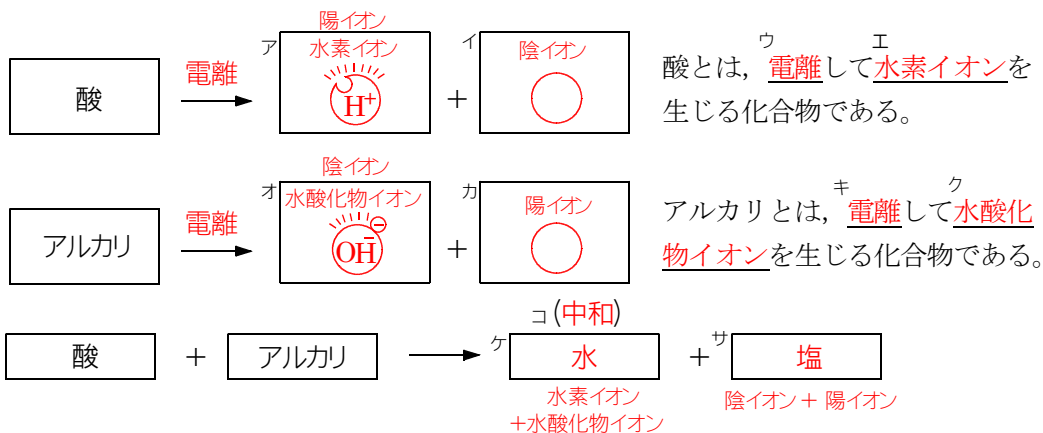 陽イオン
ア 水素イオン イ 陰イオン
酸 電離 H⁺ +
酸とは，電離して水素イオンを
ウ エ
生じる化合物である。
陰イオン
オ 水酸化物イオン カ 陽イオン
アルカリ 電離 OH⁻ ⊖ +
キ ク
アルカリとは，電離して水酸化
物イオンを生じる化合物である。
コ (中和)
酸 + アルカリ → ケ 水 + サ 塩
水素イオン
+水酸化物イオン
陰イオン + 陽イオン